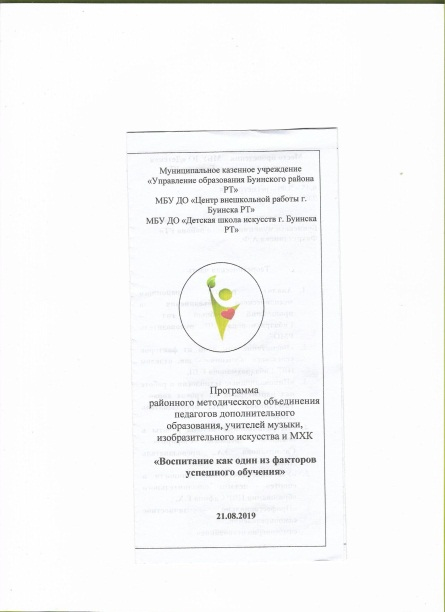 Муниципальное казенное учреждение
«Управление образования Буинского района
РТ»
МБУ ДО «Центр внешкольной работы г.
Буинска РТ»
МБУ ДО «Детская школа искусств г. Буинска
РТ»
Программа
районного методического объединения
педагогов дополнительного
образования, учителей музыки,
изобразительного искусства и МХК
«Воспитание как один из факторов
успешного обучения»
21.08.2019